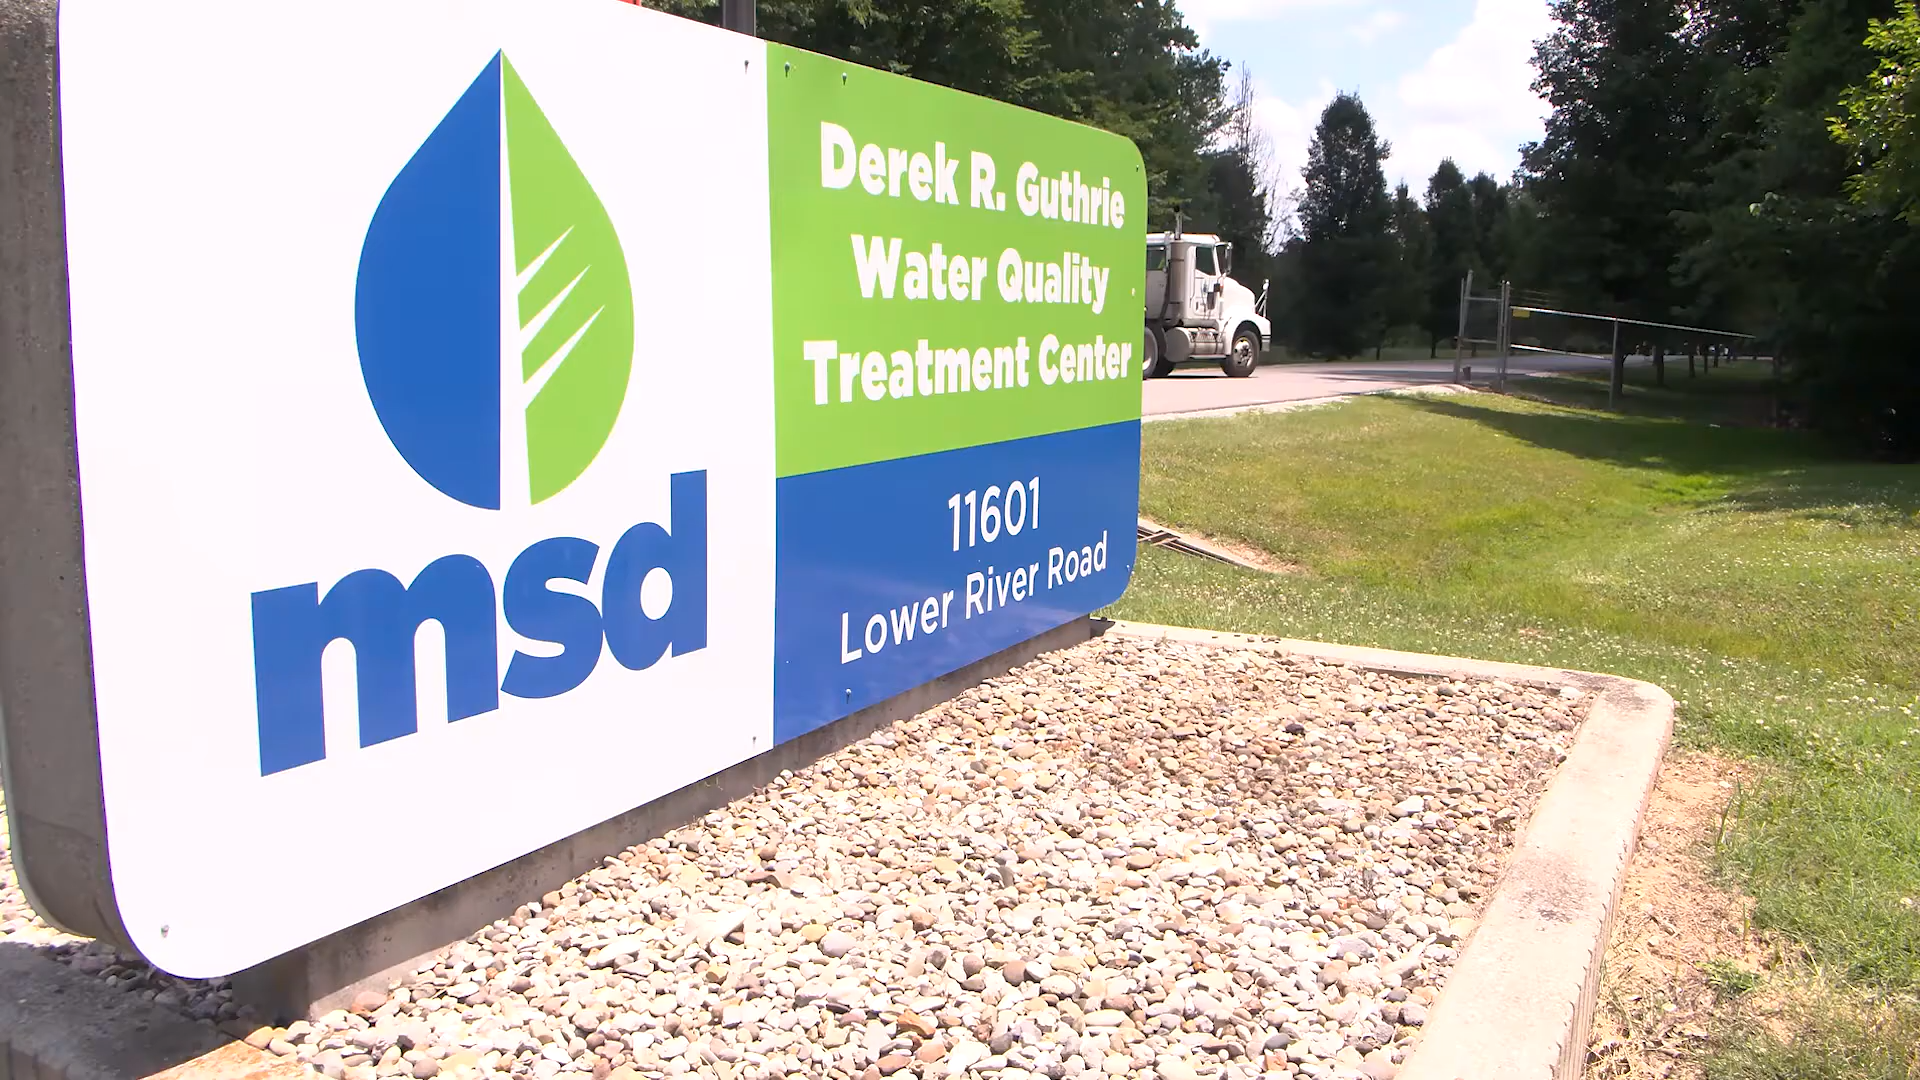 msd
Derek R. Guthrie
Water Quality
Treatment Center
11601
Lower River Road